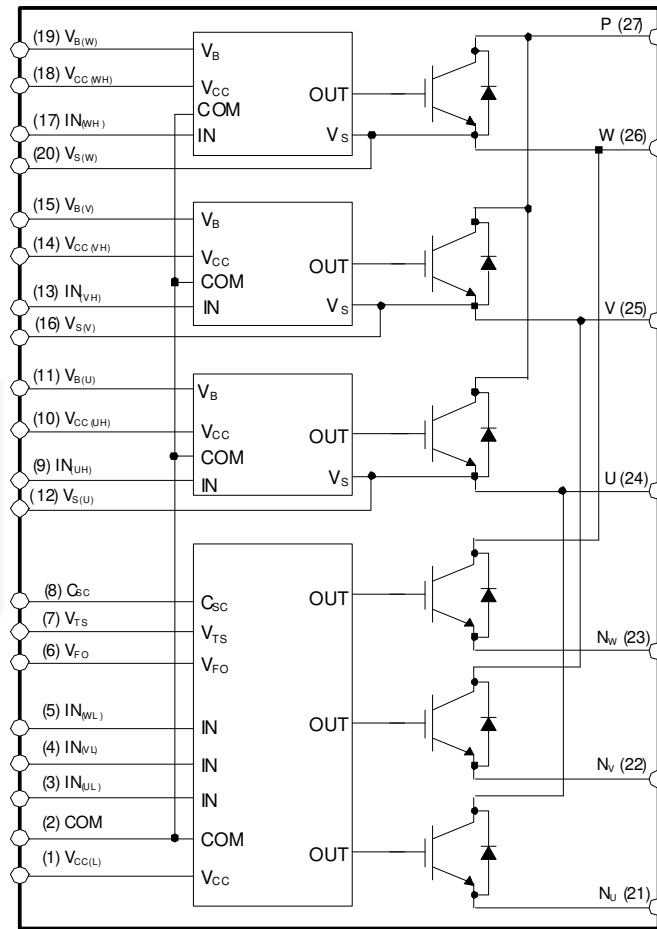 (19) VB(W)
(18) VCC(WH)
(17) IN(WH)
(20) VS(W)
VB
VCC
COM
IN
OUT
VS
P (27)
W (26)
(15) VB(V)
(14) VCC(VH)
(13) IN(VH)
(16) VS(V)
VB
VCC
COM
IN
OUT
VS
V (25)
(11) VB(U)
(10) VCC(UH)
(9) IN(UH)
(12) VS(U)
VB
VCC
COM
IN
OUT
VS
U (24)
(8) CSC
(7) VTS
(6) VFO
(5) IN(WL)
(4) IN(VL)
(3) IN(UL)
(2) COM
(1) VCC(L)
CSC
VTS
VFO
IN
IN
IN
COM
VCC
OUT
OUT
OUT
NW (23)
NV (22)
NU (21)